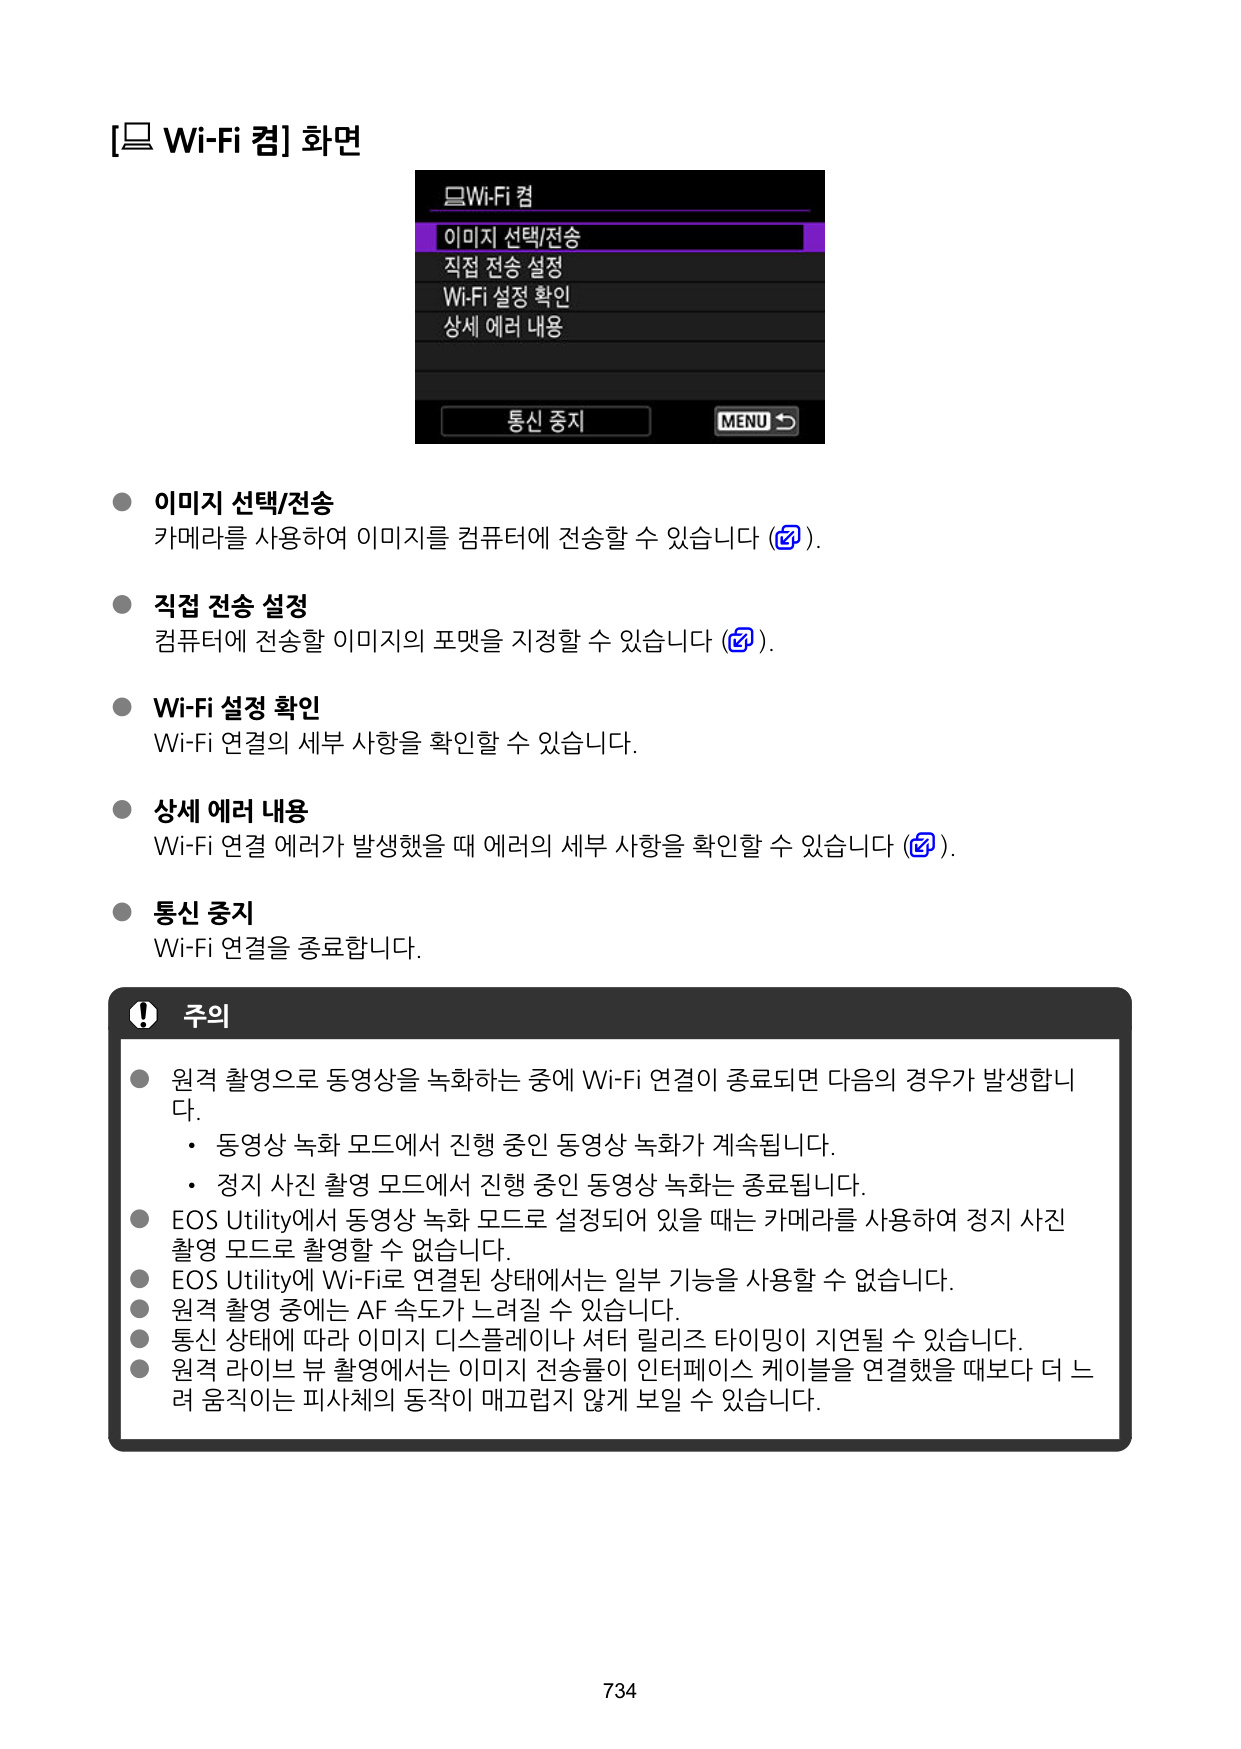 [Wi-Fi 켬] 화면
Wi-Fi 켬
이미지 선택/전송
직접 전송 설정
Wi-Fi 설정 확인
상세 에러 내용
통신 중지
MENU
● 이미지 선택/전송
카메라를 사용하여 이미지를 컴퓨터에 전송할 수 있습니다 ( ).
● 직접 전송 설정
컴퓨터에 전송할 이미지의 포맷을 지정할 수 있습니다 ( ).
● Wi-Fi 설정 확인
Wi-Fi 연결의 세부 사항을 확인할 수 있습니다.
● 상세 에러 내용
Wi-Fi 연결 에러가 발생했을 때 에러의 세부 사항을 확인할 수 있습니다 ( ).
● 통신 중지
Wi-Fi 연결을 종료합니다.
주의
● 원격 촬영으로 동영상을 녹화하는 중에 Wi-Fi 연결이 종료되면 다음의 경우가 발생합니
다.
• 동영상 녹화 모드에서 진행 중인 동영상 녹화가 계속됩니다.
• 정지 사진 촬영 모드에서 진행 중인 동영상 녹화는 종료됩니다.
● EOS Utility에서 동영상 녹화 모드로 설정되어 있을 때는 카메라를 사용하여 정지 사진
촬영 모드로 촬영할 수 없습니다.
● EOS Utility에 Wi-Fi로 연결된 상태에서는 일부 기능을 사용할 수 없습니다.
● 원격 촬영 중에는 AF 속도가 느려질 수 있습니다.
● 통신 상태에 따라 이미지 디스플레이나 셔터 릴리즈 타이밍이 지연될 수 있습니다.
● 원격 라이브 뷰 촬영에서는 이미지 전송률이 인터페이스 케이블을 연결했을 때보다 더 느
려 움직이는 피사체의 동작이 매끄럽지 않게 보일 수 있습니다.
734